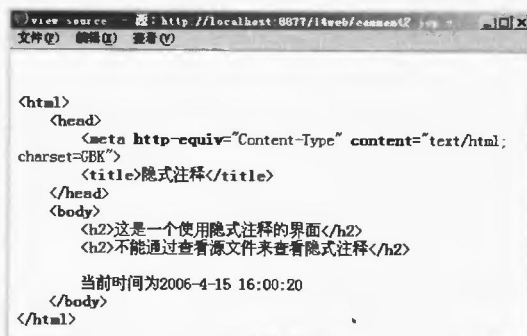 view source - 源: http://localhost:8877/i4web/comment2
文件(F) 编辑(E) 查看(V)
<html>
<head>
<meta http-equiv="Content-Type" content="text/html;
charset=GBK">
<title>隐式注释</title>
</head>
<body>
<h2>这是一个使用隐式注释的界面</h2>
<h2>不能通过查看源文件来查看隐式注释</h2>
当前时间为2006-4-15 16:00:20
</body>
</html>